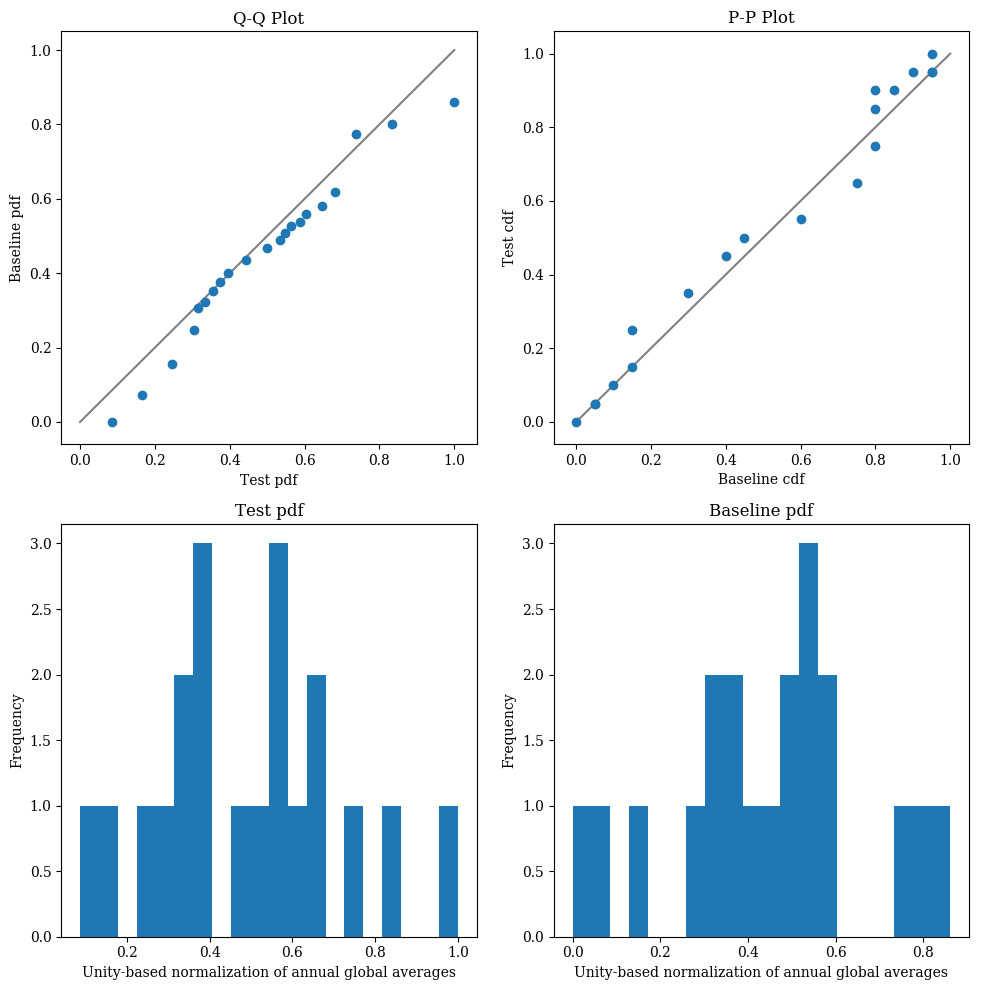 Q-Q Plot
1.0
0.8
0.6
0.4
0.2
0.0
Baseline pdf
0.0 0.2 0.4 0.6 0.8 1.0
Test pdf
P-P Plot
1.0
0.8
0.6
0.4
0.2
0.0
Test cdf
0.0 0.2 0.4 0.6 0.8 1.0
Baseline cdf
Test pdf
3.0
2.5
2.0
1.5
1.0
0.5
0.0
Frequency
0.2 0.4 0.6 0.8 1.0
Unity-based normalization of annual global averages
Baseline pdf
3.0
2.5
2.0
1.5
1.0
0.5
0.0
Frequency
0.0 0.2 0.4 0.6 0.8
Unity-based normalization of annual global averages